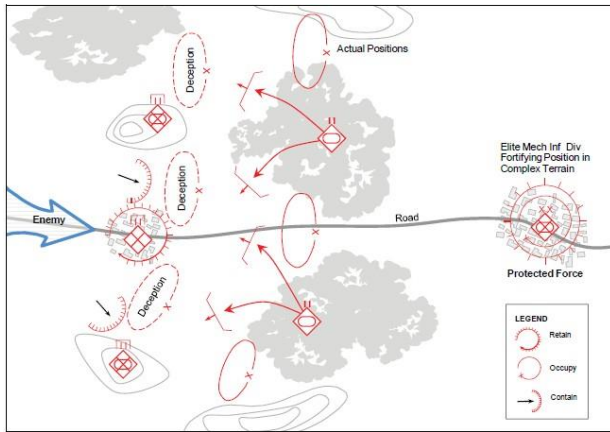 Deception
Actual Positions
Elite Mech Inf Div
Fortifying Position in
Complex Terrain
Deception
Enemy
Road
Protected Force
Deception
LEGEND
Retain
Occupy
Contain